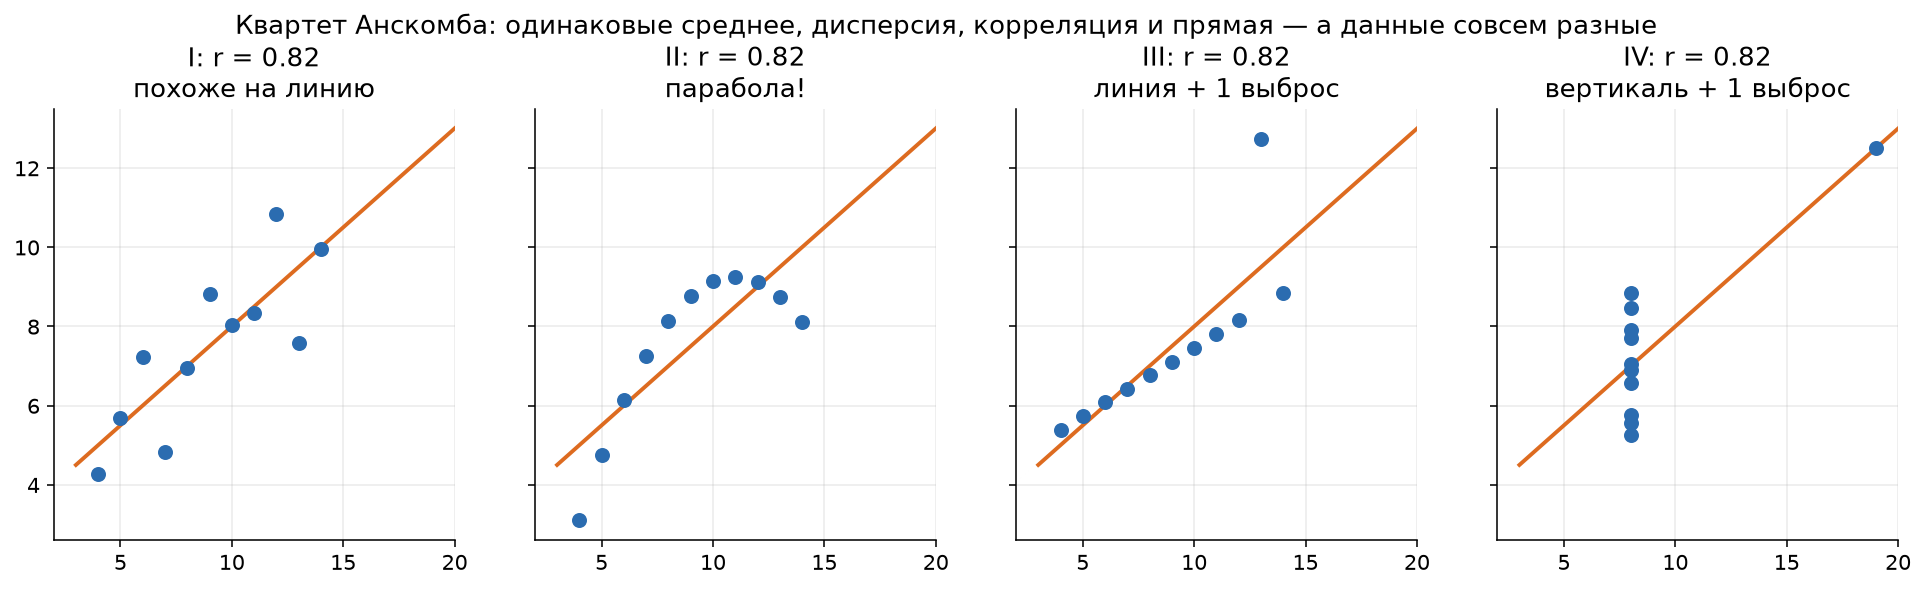 Квартет Анскомба: одинаковые среднее, дисперсия, корреляция и прямая — а данные совсем разные
I: r = 0.82
похоже на линию
II: r = 0.82
парабола!
III: r = 0.82
линия + 1 выброс
IV: r = 0.82
вертикаль + 1 выброс
12
10
8
6
4
5 10 15 20
5 10 15 20
5 10 15 20
5 10 15 20